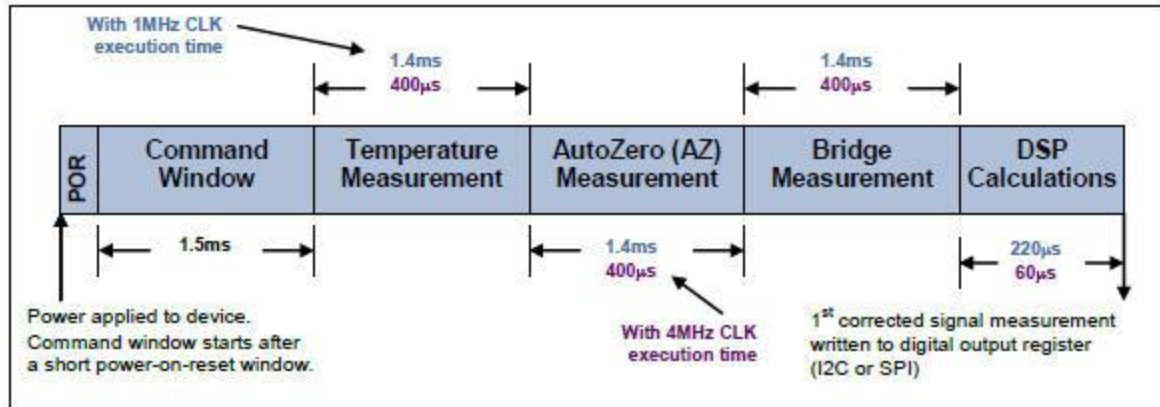 With 1MHz CLK
execution time
1.4ms
400μs
1.4ms
400μs
POR
Command
Window
Temperature
Measurement
AutoZero (AZ)
Measurement
Bridge
Measurement
DSP
Calculations
1.5ms
1.4ms
400μs
220μs
60μs
Power applied to device.
Command window starts after
a short power-on-reset window.
With 4MHz CLK
execution time
1st corrected signal measurement
written to digital output register
(I2C or SPI)